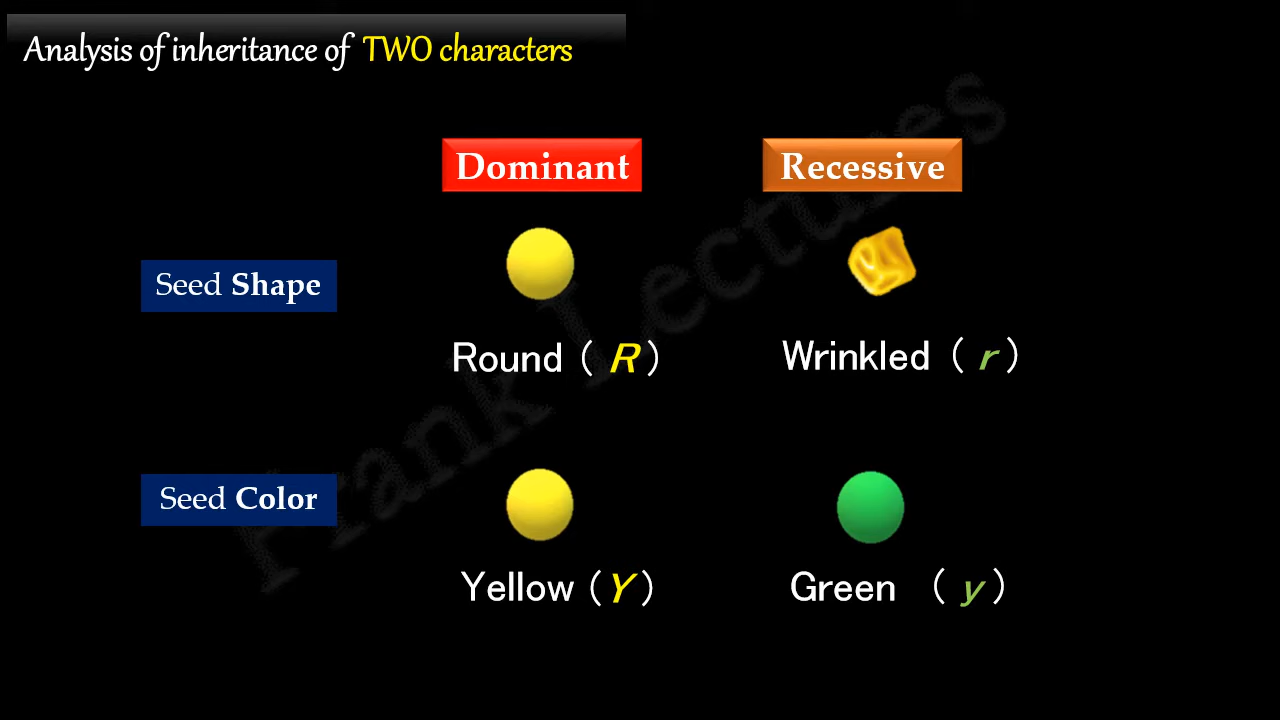 Analysis of inheritance of TWO characters
Dominant
Recessive
Seed Shape
Round ( R )
Wrinkled ( r )
Seed Color
Yellow ( Y )
Green ( y )
Frank Lectures